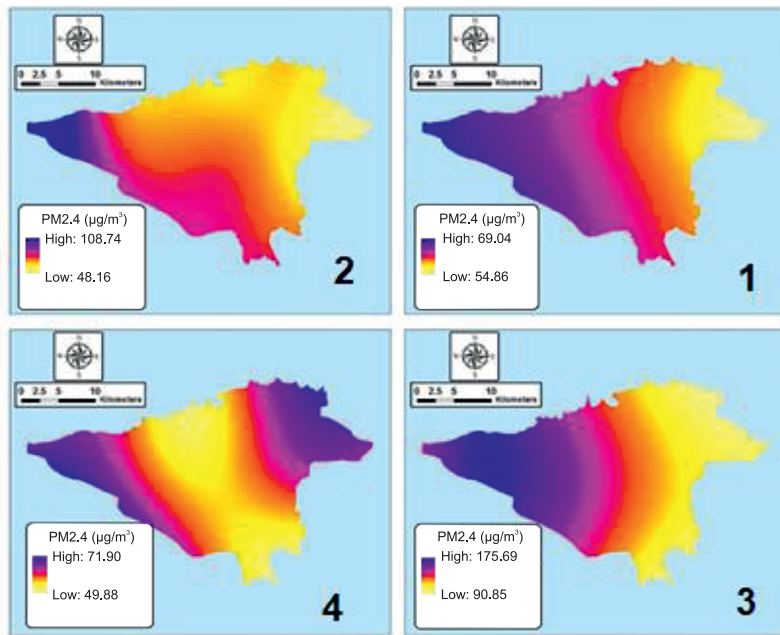 0 2.5 5 10
Kilometers
PM2.4 (µg/m³)
High: 108.74
Low: 48.16
2
0 2.5 5 10
Kilometers
PM2.4 (µg/m³)
High: 69.04
Low: 54.86
1
0 2.5 5 10
Kilometers
PM2.4 (µg/m³)
High: 71.90
Low: 49.88
4
0 2.5 5 10
Kilometers
PM2.4 (µg/m³)
High: 175.69
Low: 90.85
3